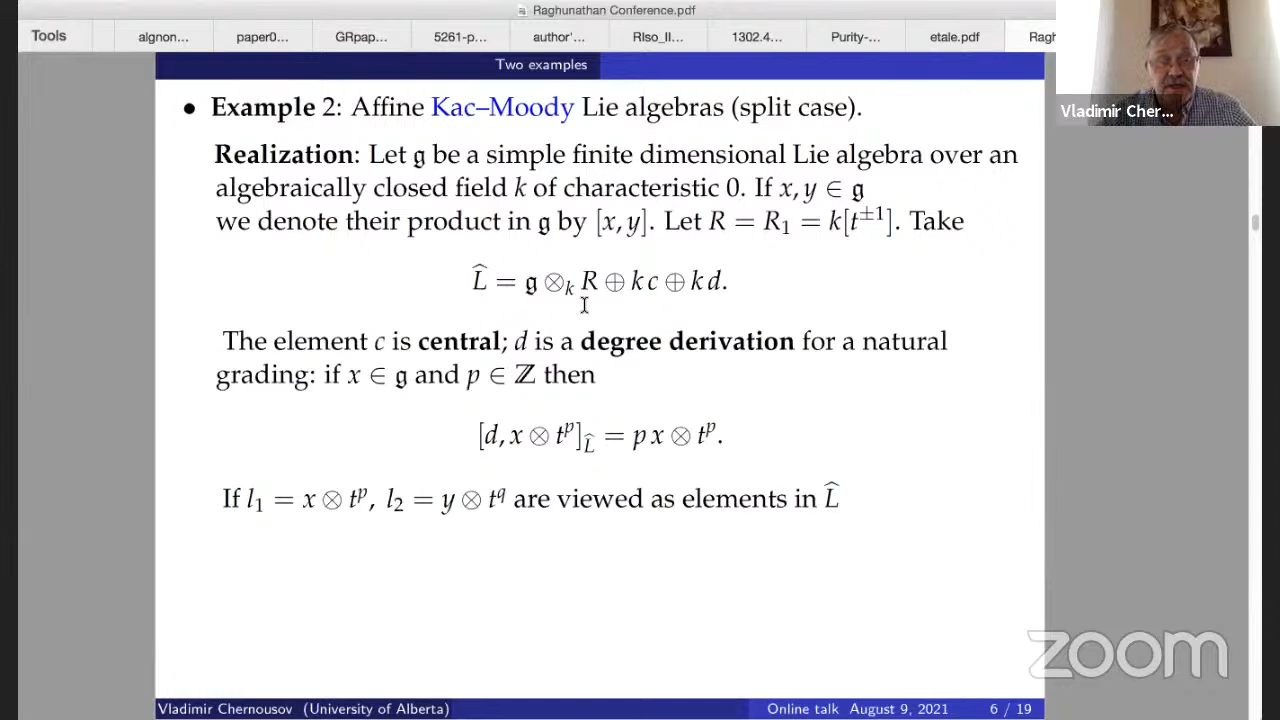 Raghunathan Conference.pdf
Tools algnon... paper0... GRpap... 5261-p... author'... RIso_II... 1302.4... Purity-... etale.pdf Ragh
Two examples
Vladimir Cher...
• Example 2: Affine Kac–Moody Lie algebras (split case).
Realization: Let 𝔤 be a simple finite dimensional Lie algebra over an
algebraically closed field k of characteristic 0. If x, y ∈ 𝔤
we denote their product in 𝔤 by [x, y]. Let R = R₁ = k[t^{±1}]. Take
L̂ = 𝔤 ⊗ₖ R ⊕ k c ⊕ k d.
The element c is central; d is a degree derivation for a natural
grading: if x ∈ 𝔤 and p ∈ ℤ then
[d, x ⊗ t^p]_{L̂} = p x ⊗ t^p.
If l₁ = x ⊗ t^p, l₂ = y ⊗ t^q are viewed as elements in L̂
zoom
Vladimir Chernousov (University of Alberta) Online talk August 9, 2021 6 / 19